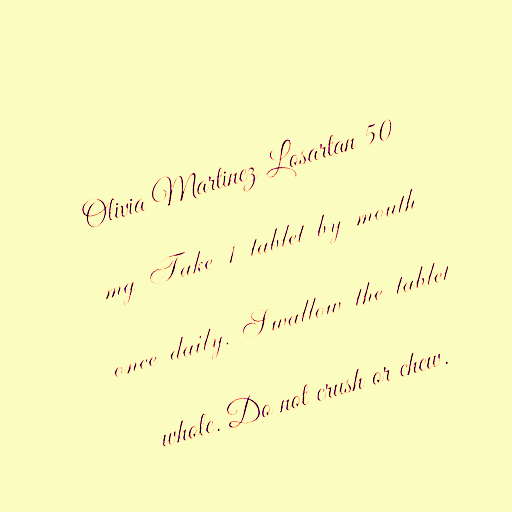 Olivia Martinez Losartan 50
mg Take 1 tablet by mouth
once daily. Swallow the tablet
whole. Do not crush or chew.